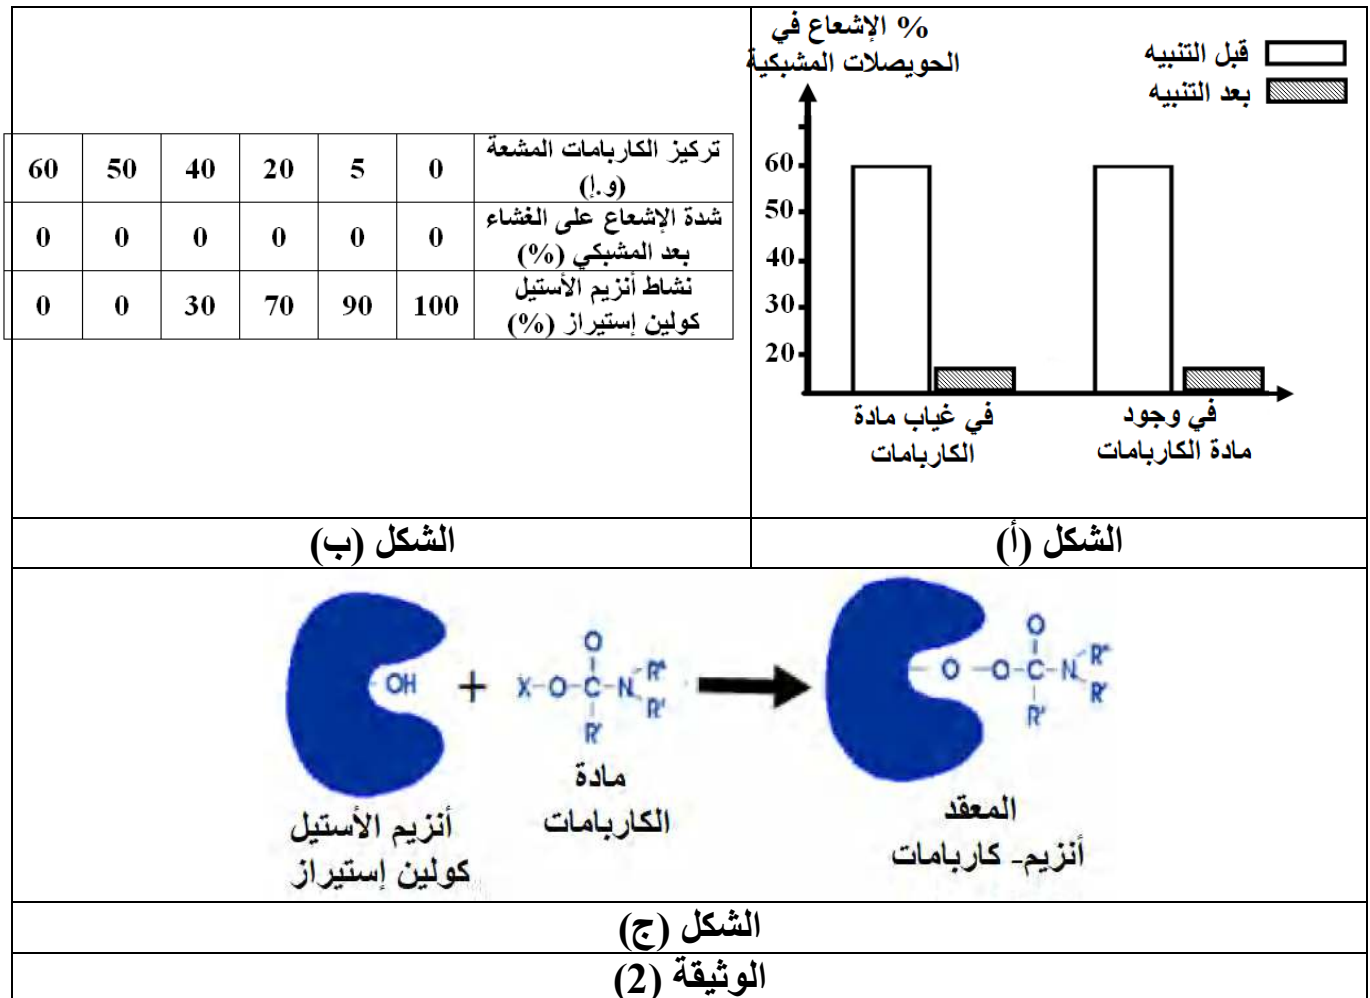 % الإشعاع في
الحويصلات المشبكية
قبل التنبيه
بعد التنبيه
60
50
40
30
20
في غياب مادة
الكاربامات
في وجود
مادة الكاربامات
الشكل (أ)
تركيز الكاربامات المشعة
(و.إ)
0 5 20 40 50 60
شدة الإشعاع على الغشاء
بعد المشبكي (%)
0 0 0 0 0 0
نشاط أنزيم الأستيل
كولين إستيراز (%)
100 90 70 30 0 0
الشكل (ب)
OH
+
X-O-C-N
O
R"
R'
R'
O-O-C-N
O
R"
R'
R'
أنزيم الأستيل
كولين إستيراز
مادة
الكاربامات
المعقد
أنزيم- كاربامات
الشكل (ج)
الوثيقة (2)